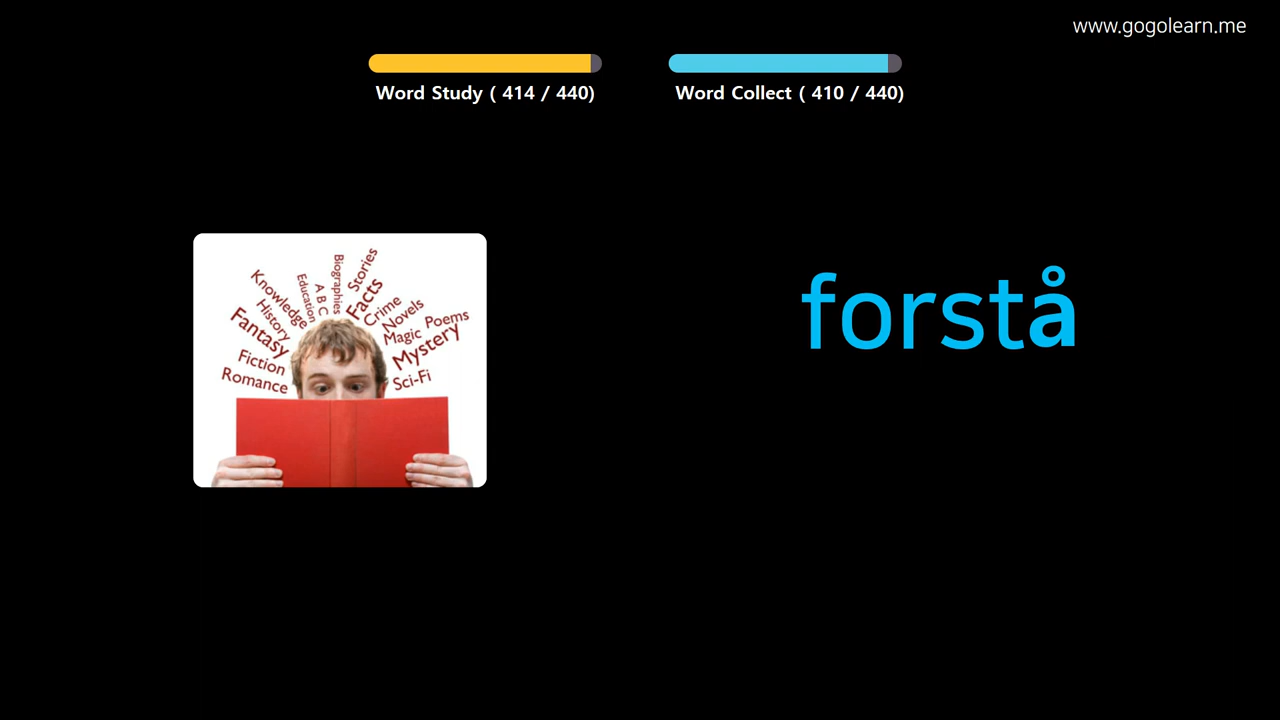 www.gogolearn.me
Word Study ( 414 / 440)
Word Collect ( 410 / 440)
forstå
Knowledge
History
Fantasy
Fiction
Romance
Education
A B C
Biographies
Stories
Facts
Crime
Novels
Magic
Poems
Mystery
Sci-Fi